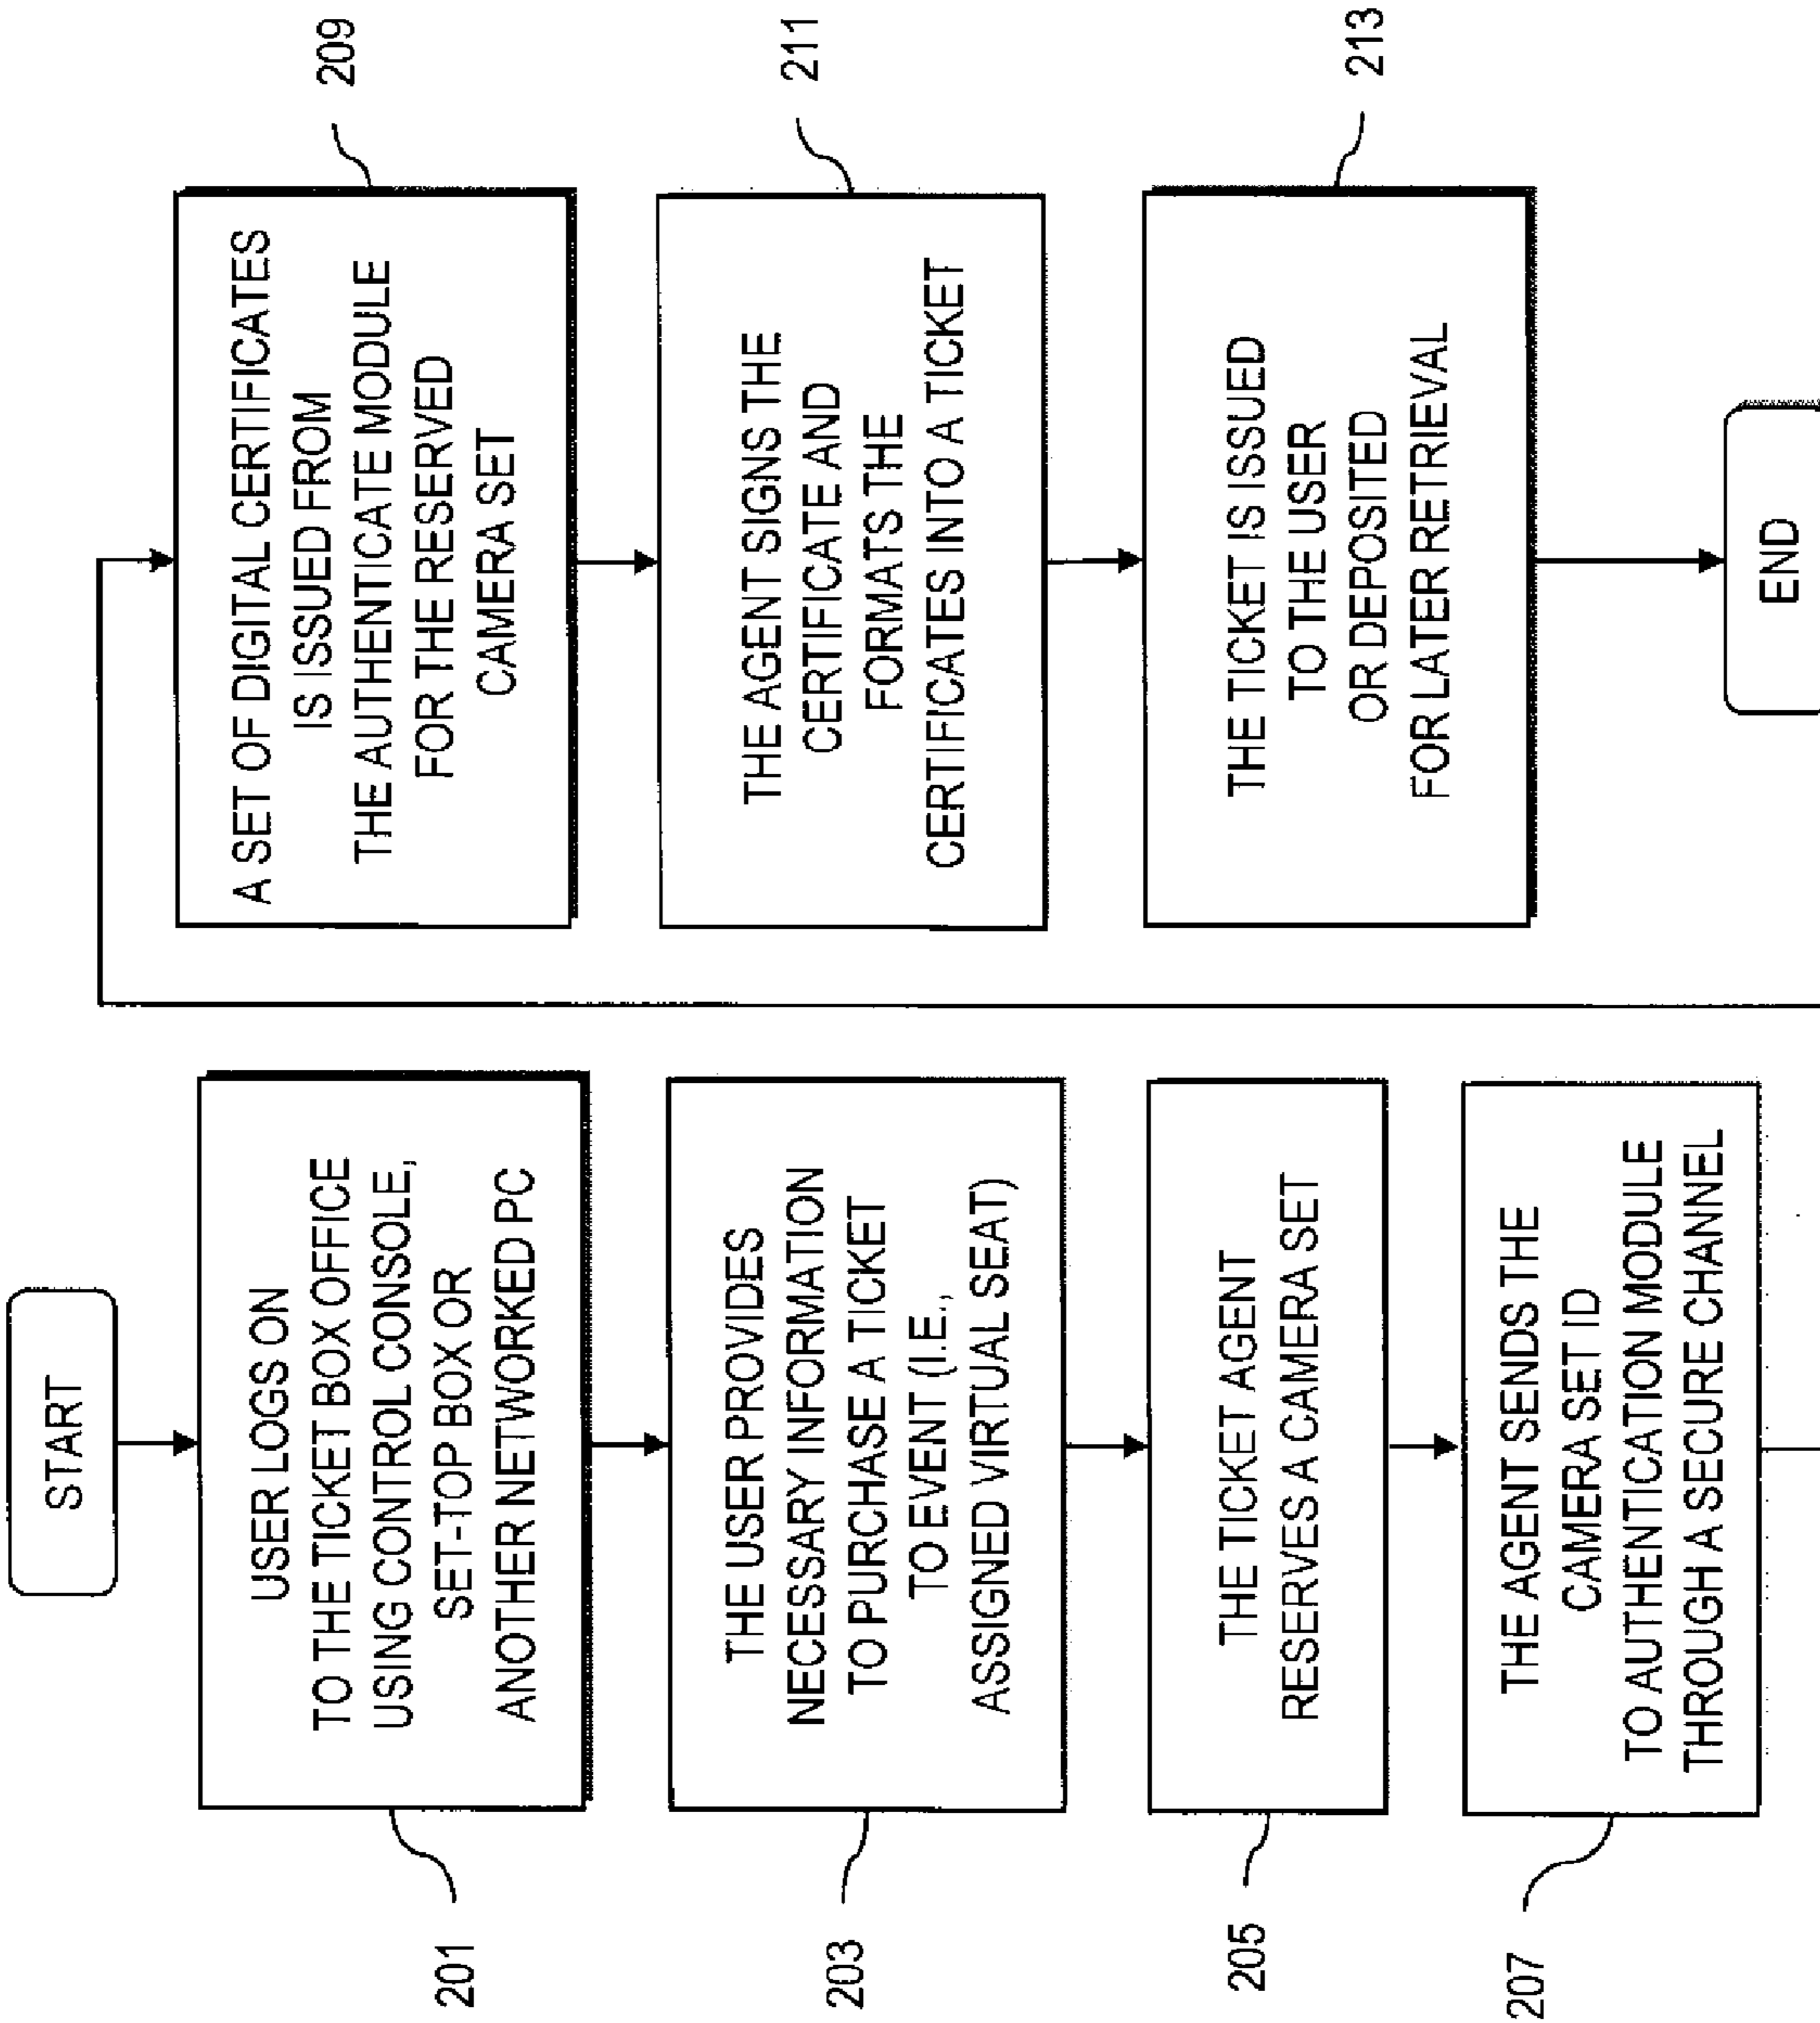 START
USER LOGS ON
TO THE TICKET BOX OFFICE
USING CONTROL CONSOLE,
SET-TOP BOX OR
ANOTHER NETWORKED PC
201
THE USER PROVIDES
NECESSARY INFORMATION
TO PURCHASE A TICKET
TO EVENT (I.E.,
ASSIGNED VIRTUAL SEAT)
203
THE TICKET AGENT
RESERVES A CAMERA SET
205
THE AGENT SENDS THE
CAMERA SET ID
TO AUTHENTICATION MODULE
THROUGH A SECURE CHANNEL
207
A SET OF DIGITAL CERTIFICATES
IS ISSUED FROM
THE AUTHENTICATE MODULE
FOR THE RESERVED
CAMERA SET
209
THE AGENT SIGNS THE
CERTIFICATE AND
FORMATS THE
CERTIFICATES INTO A TICKET
211
THE TICKET IS ISSUED
TO THE USER
OR DEPOSITED
FOR LATER RETRIEVAL
213
END